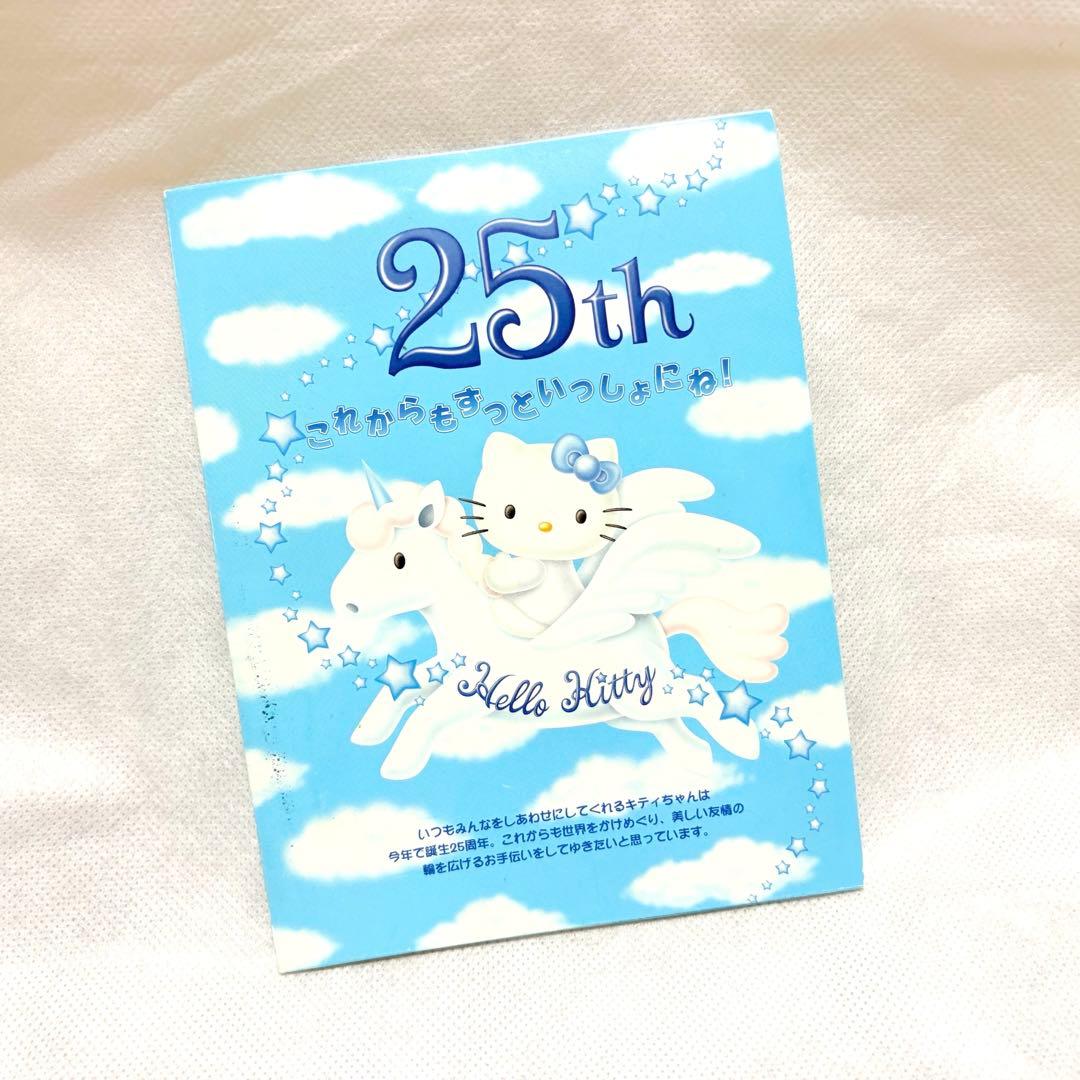 25th
これからもずっといっしょにね!
Hello Kitty
いつもみんなをしあわせにしてくれるキティちゃんは
今年で誕生25周年。これからも世界をかけめぐり、美しい友情の
輪を広げるお手伝いをしてゆきたいと思っています。